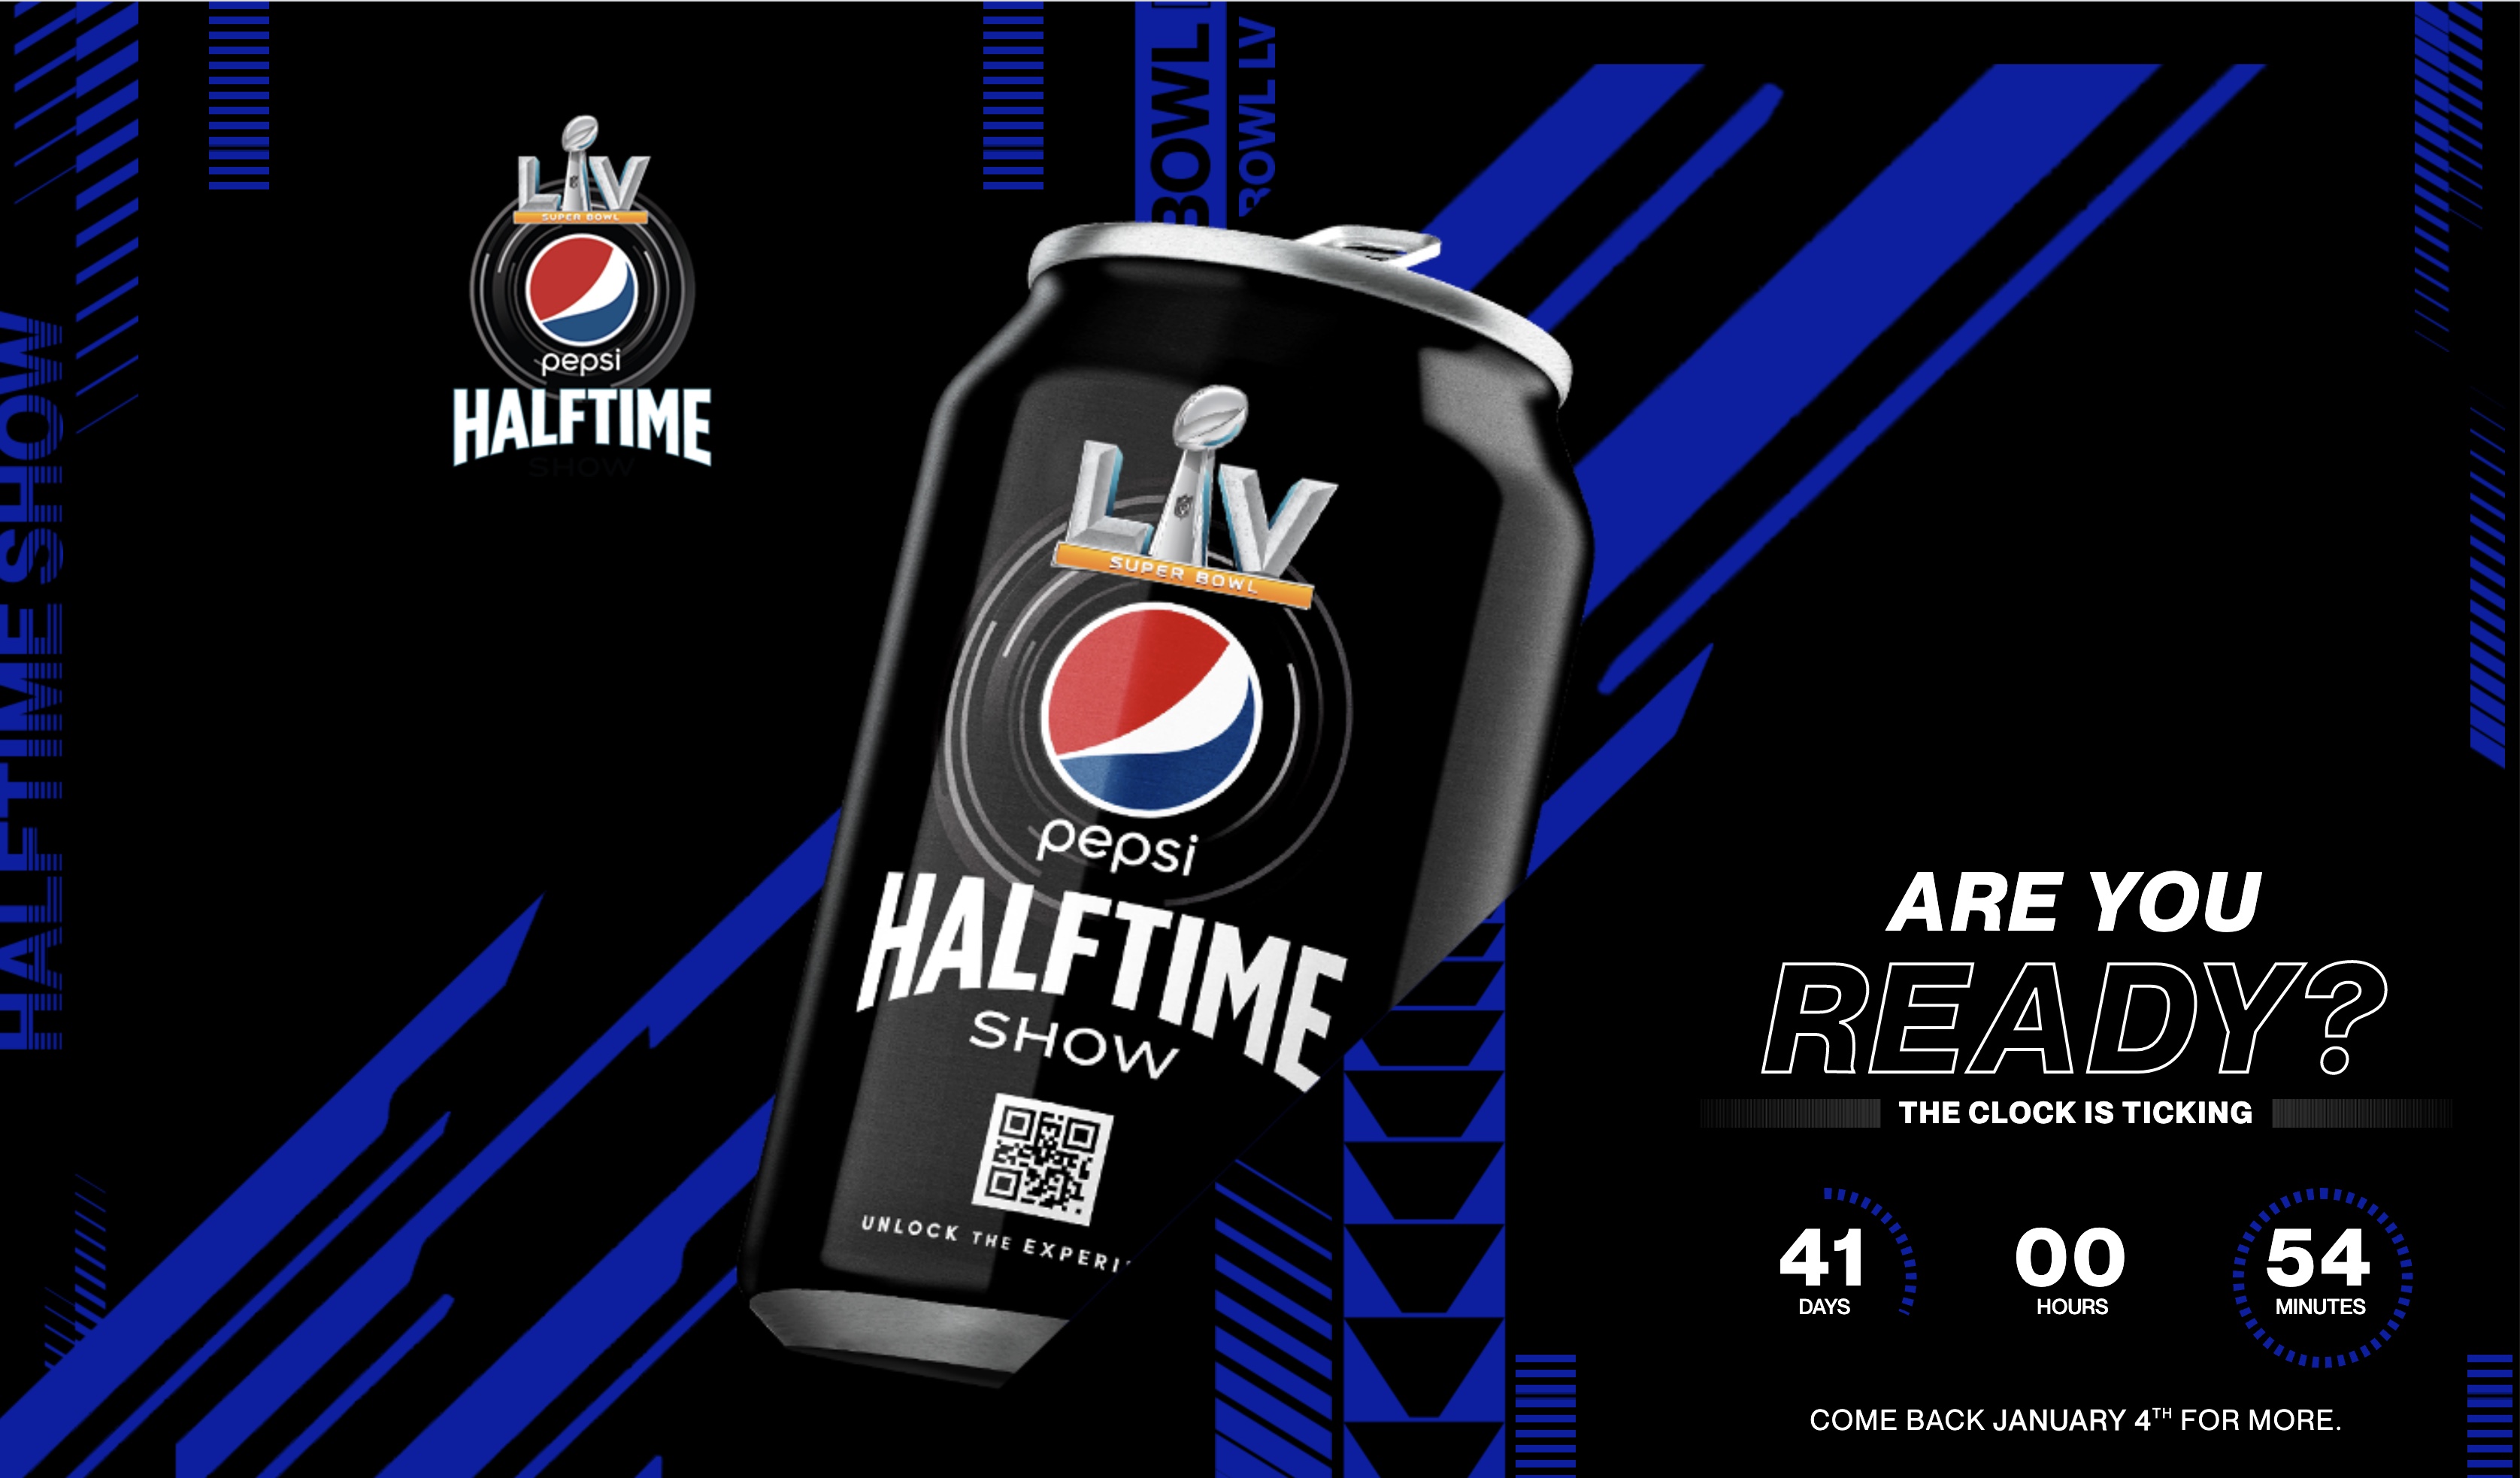 BOWL
BOWL LV
HALFTIME SHOW
LIV
SUPER BOWL
pepsi
HALFTIME
SHOW
LIV
SUPER BOWL
pepsi
HALFTIME
SHOW
UNLOCK THE EXPERI
ARE YOU
READY?
THE CLOCK IS TICKING
41 00 54
DAYS HOURS MINUTES
COME BACK JANUARY 4TH FOR MORE.